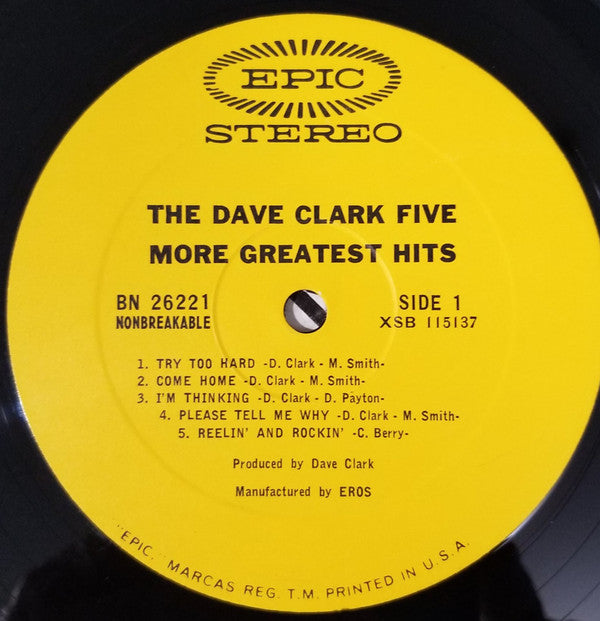 EPIC
STEREO
THE DAVE CLARK FIVE
MORE GREATEST HITS
BN 26221
NONBREAKABLE
SIDE 1
XSB 115137
1. TRY TOO HARD -D. Clark - M. Smith-
2. COME HOME -D. Clark - M. Smith-
3. I'M THINKING -D. Clark - D. Payton-
4. PLEASE TELL ME WHY -D. Clark - M. Smith-
5. REELIN' AND ROCKIN' -C. Berry-
Produced by Dave Clark
Manufactured by EROS
"EPIC," MARCAS REG. T.M. PRINTED IN U.S.A.